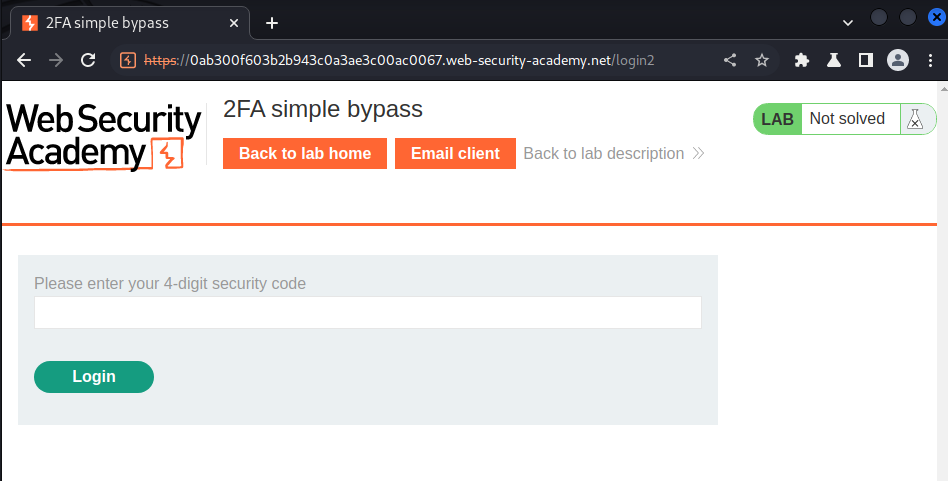 2FA simple bypass
https://0ab300f603b2b943c0a3ae3c00ac0067.web-security-academy.net/login2
Web Security
Academy
2FA simple bypass
LAB Not solved
Back to lab home Email client Back to lab description
Please enter your 4-digit security code
Login